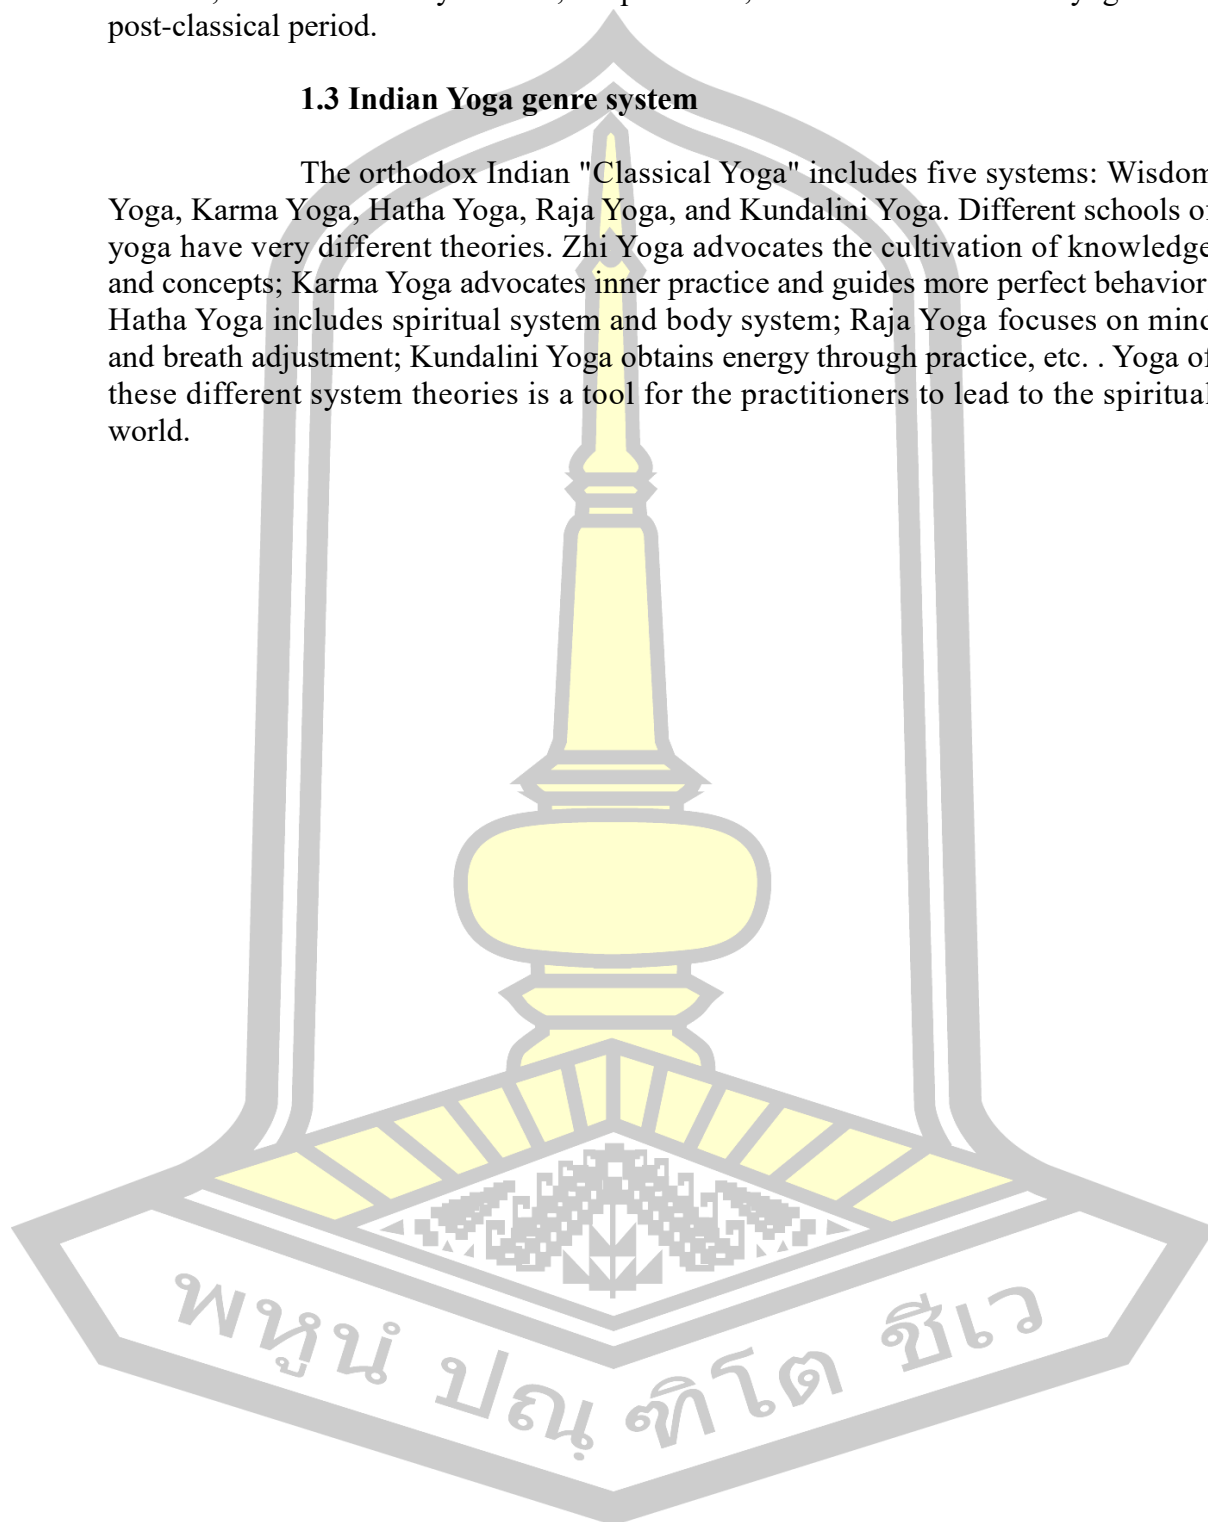 post-classical period.
1.3 Indian Yoga genre system
The orthodox Indian "Classical Yoga" includes five systems: Wisdom
Yoga, Karma Yoga, Hatha Yoga, Raja Yoga, and Kundalini Yoga. Different schools of
yoga have very different theories. Zhi Yoga advocates the cultivation of knowledge
and concepts; Karma Yoga advocates inner practice and guides more perfect behavior
Hatha Yoga includes spiritual system and body system; Raja Yoga focuses on mind
and breath adjustment; Kundalini Yoga obtains energy through practice, etc. . Yoga of
these different system theories is a tool for the practitioners to lead to the spiritual
world.
พหูนํ ปณฺฑิโต ชีเว